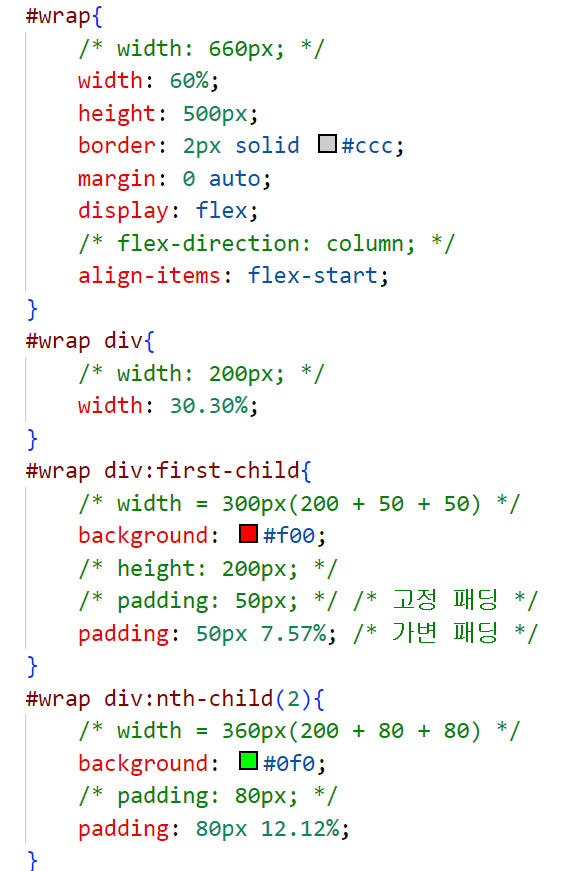 #wrap{
/* width: 660px; */
width: 60%;
height: 500px;
border: 2px solid #ccc;
margin: 0 auto;
display: flex;
/* flex-direction: column; */
align-items: flex-start;
}
#wrap div{
/* width: 200px; */
width: 30.30%;
}
#wrap div:first-child{
/* width = 300px(200 + 50 + 50) */
background: #f00;
/* height: 200px; */
/* padding: 50px; */ /* 고정 패딩 */
padding: 50px 7.57%; /* 가변 패딩 */
}
#wrap div:nth-child(2){
/* width = 360px(200 + 80 + 80) */
background: #0f0;
/* padding: 80px; */
padding: 80px 12.12%;
}